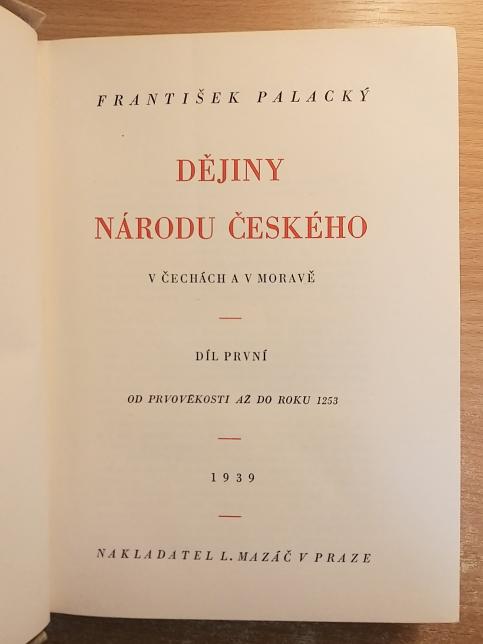 FRANTIŠEK PALACKÝ
DĚJINY
NÁRODU ČESKÉHO
V ČECHÁCH A V MORAVĚ
DÍL PRVNÍ
OD PRVOVĚKOSTI AŽ DO ROKU 1253
1939
NAKLADATEL L. MAZÁČ V PRAZE